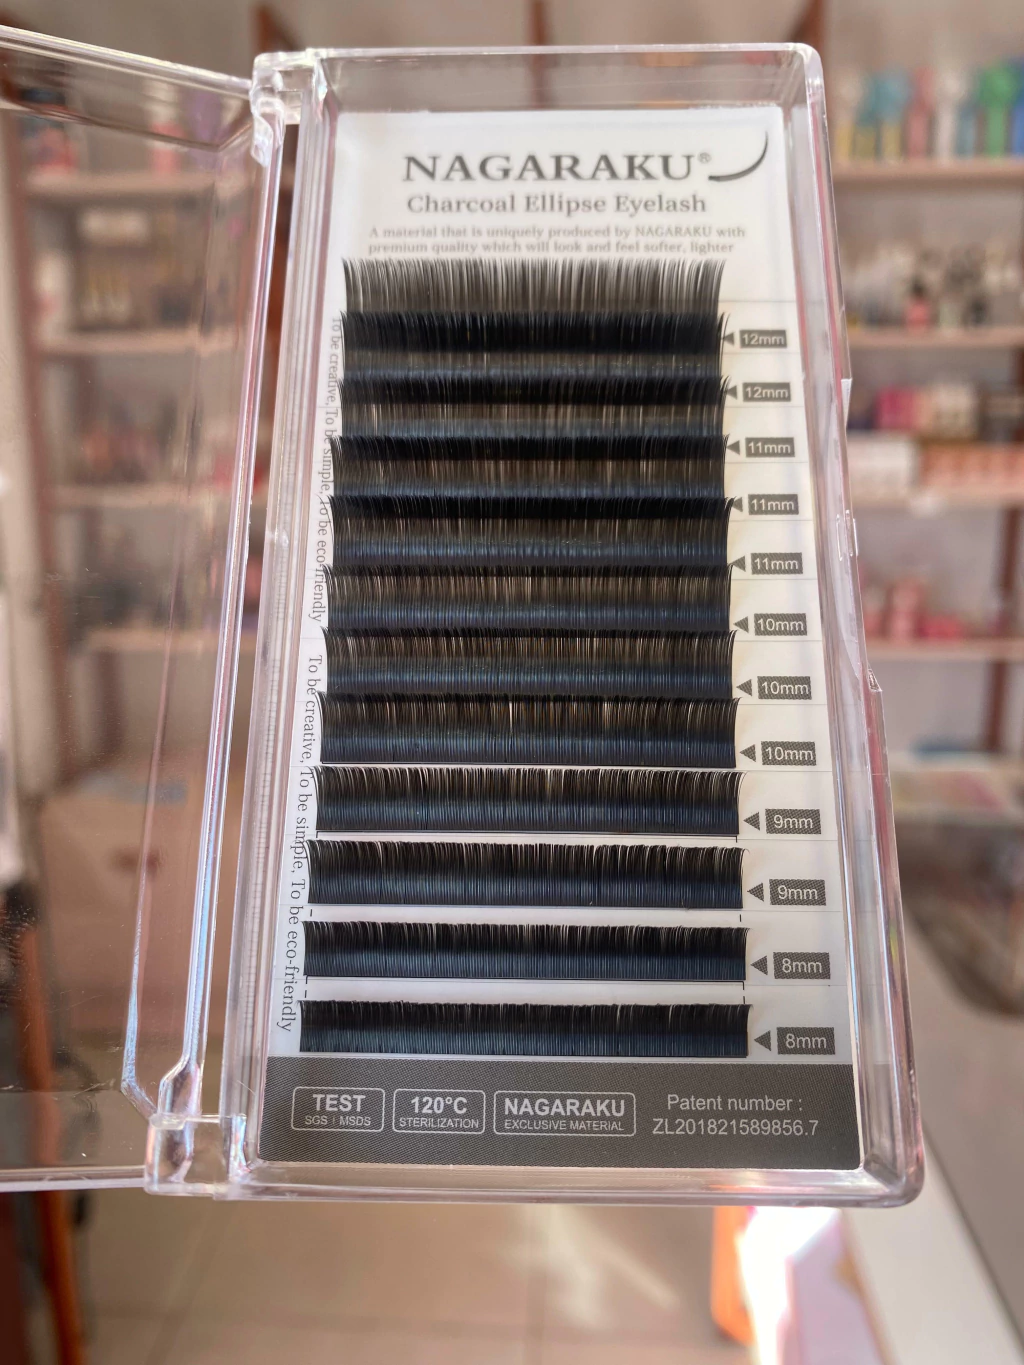 NAGARAKU®
Charcoal Ellipse Eyelash
A material that is uniquely produced by NAGARAKU with
premium quality which will look and feel softer, lighter
12mm
12mm
11mm
11mm
11mm
10mm
10mm
10mm
9mm
9mm
8mm
8mm
To be creative, To be simple, To be eco-friendly
To be creative, To be simple, To be eco-friendly
TEST
SGS | MSDS
120°C
STERILIZATION
NAGARAKU
EXCLUSIVE MATERIAL
Patent number :
ZL201821589856.7